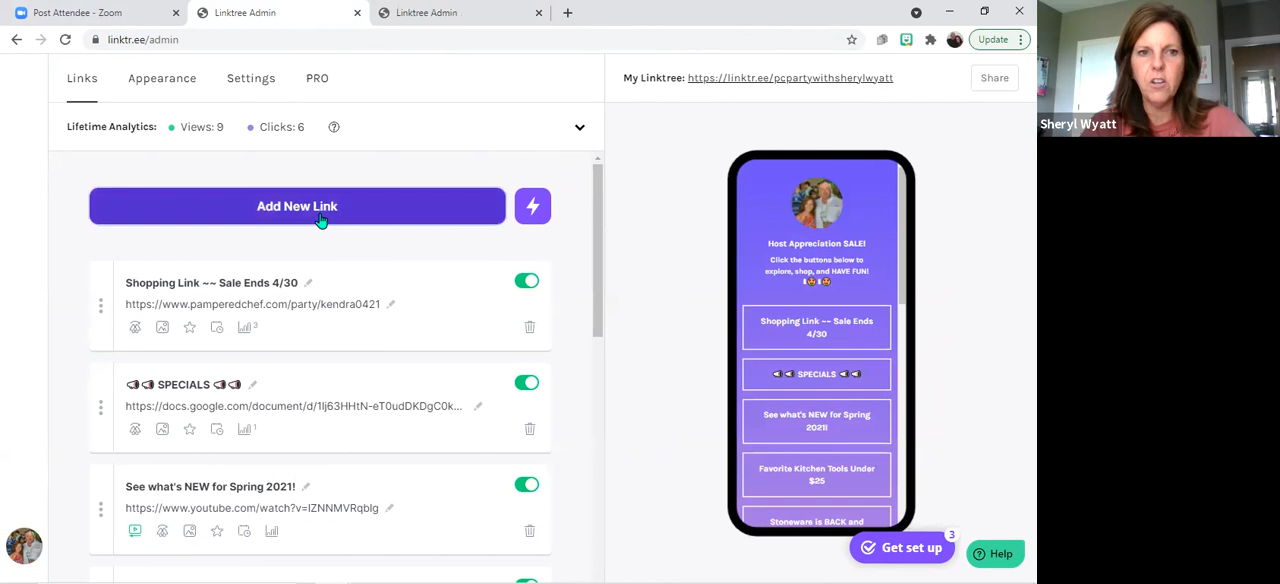 Post Attendee - Zoom
Linktree Admin
Linktree Admin
linktr.ee/admin
Update
Links
Appearance
Settings
PRO
My Linktree: https://linktr.ee/pcpartywithsherylwyatt
Share
Sheryl Wyatt
Lifetime Analytics:
Views: 9
Clicks: 6
Add New Link
Shopping Link ~~ Sale Ends 4/30
https://www.pamperedchef.com/party/kendra0421
3
SPECIALS
https://docs.google.com/document/d/1Ij63HHtN-eT0udDKDgC0k...
1
See what's NEW for Spring 2021!
https://www.youtube.com/watch?v=IZNNMVRqbIg
Host Appreciation SALE!
Click the buttons below to
explore, shop, and HAVE FUN!
Shopping Link ~~ Sale Ends
4/30
SPECIALS
See what's NEW for Spring
2021!
Favorite Kitchen Tools Under
$25
Stoneware is BACK and
Get set up
3
Help